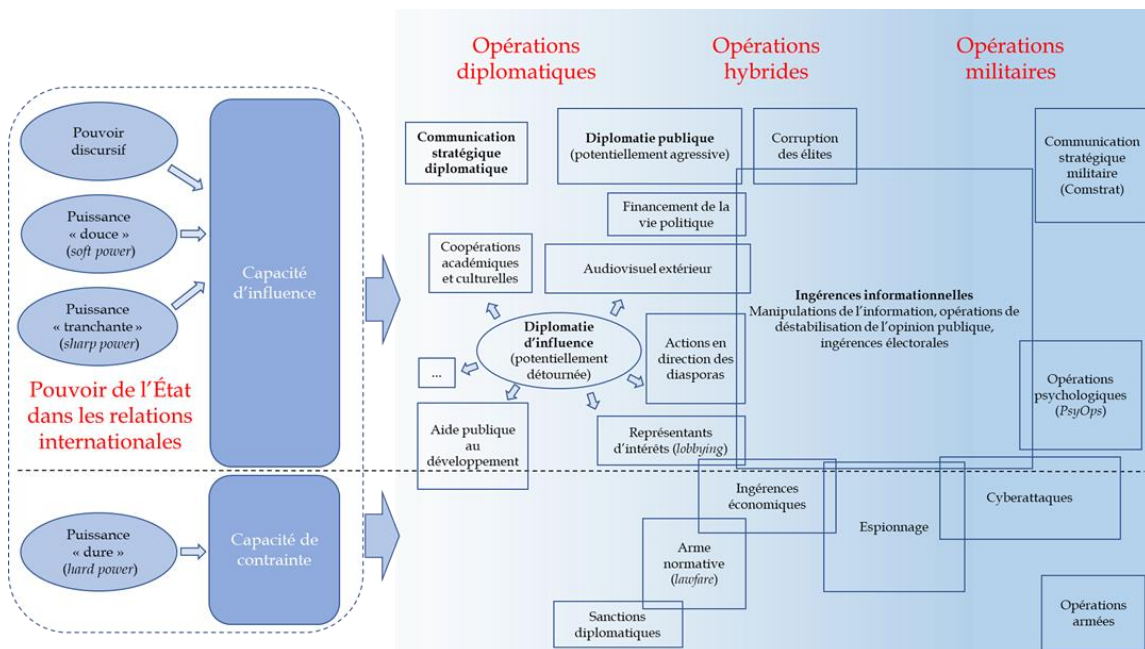 Opérations
diplomatiques
Opérations
hybrides
Opérations
militaires
Pouvoir
discursif
Puissance
« douce »
(soft power)
Puissance
« tranchante »
(sharp power)
Capacité
d’influence
Pouvoir de l’État
dans les relations
internationales
Puissance
« dure »
(hard power)
Capacité de
contrainte
Communication
stratégique
diplomatique
Diplomatie publique
(potentiellement agressive)
Corruption
des élites
Communication
stratégique
militaire
(Comstrat)
Financement de la
vie politique
Coopérations
académiques
et culturelles
Audiovisuel extérieur
Ingérences informationnelles
Manipulations de l’information, opérations de
déstabilisation de l’opinion publique,
ingérences électorales
Diplomatie
d’influence
(potentiellement
détournée)
Actions en
direction des
diasporas
...
Opérations
psychologiques
(PsyOps)
Aide publique
au
développement
Représentants
d’intérêts (lobbying)
Ingérences
économiques
Espionnage
Cyberattaques
Arme
normative
(lawfare)
Sanctions
diplomatiques
Opérations
armées